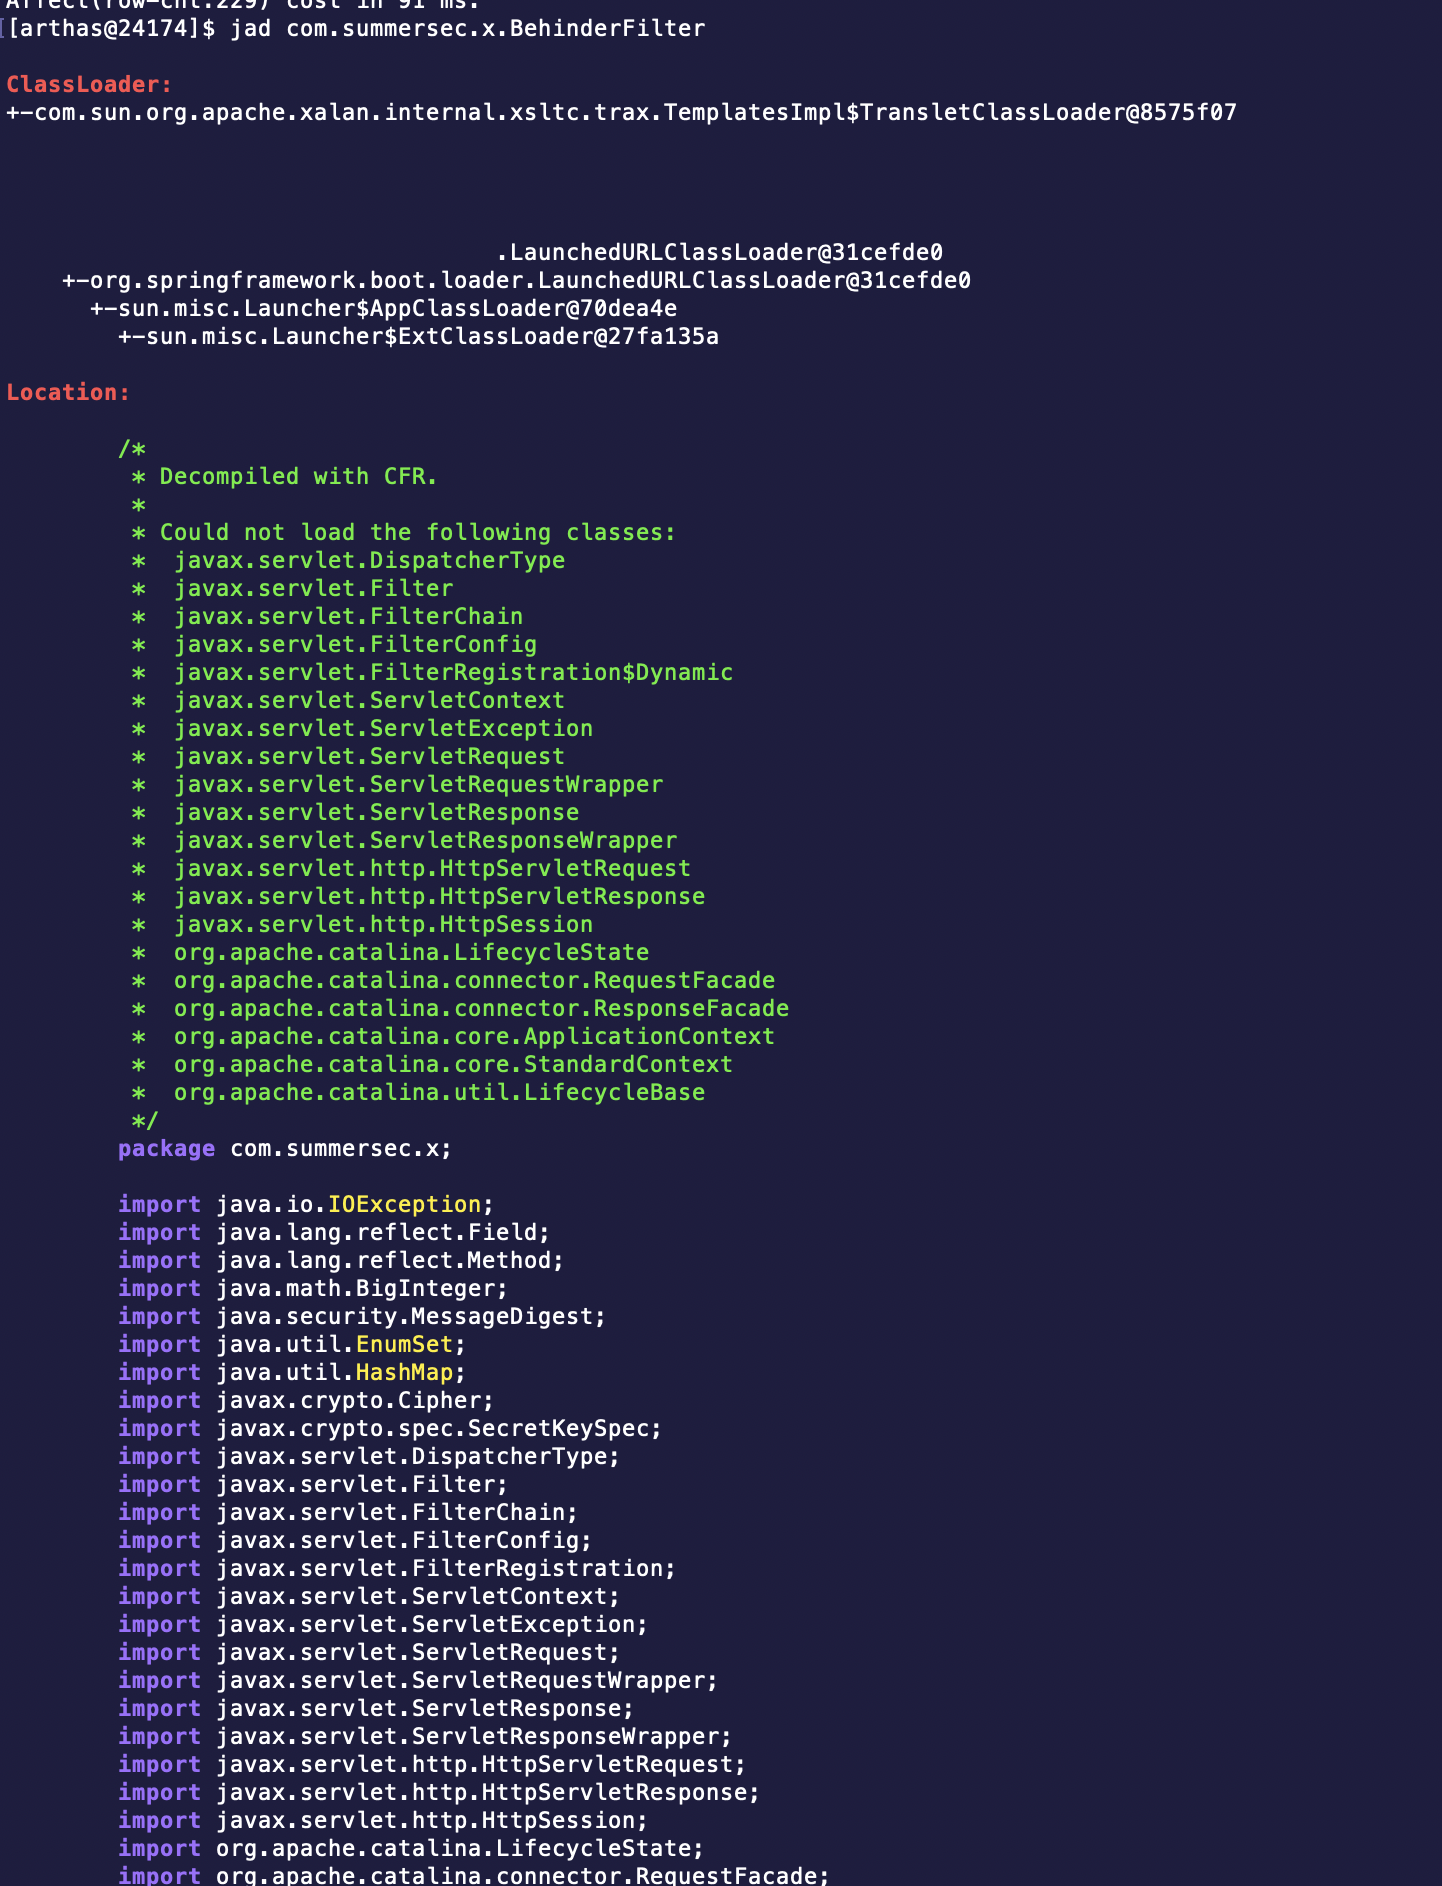 Affect(row-cnt:229) cost in 91 ms.
[[arthas@24174]$ jad com.summersec.x.BehinderFilter
ClassLoader:
+-com.sun.org.apache.xalan.internal.xsltc.trax.TemplatesImpl$TransletClassLoader@8575f07
.LaunchedURLClassLoader@31cefde0
+-org.springframework.boot.loader.LaunchedURLClassLoader@31cefde0
+-sun.misc.Launcher$AppClassLoader@70dea4e
+-sun.misc.Launcher$ExtClassLoader@27fa135a
Location:
/*
* Decompiled with CFR.
*
* Could not load the following classes:
*  javax.servlet.DispatcherType
*  javax.servlet.Filter
*  javax.servlet.FilterChain
*  javax.servlet.FilterConfig
*  javax.servlet.FilterRegistration$Dynamic
*  javax.servlet.ServletContext
*  javax.servlet.ServletException
*  javax.servlet.ServletRequest
*  javax.servlet.ServletRequestWrapper
*  javax.servlet.ServletResponse
*  javax.servlet.ServletResponseWrapper
*  javax.servlet.http.HttpServletRequest
*  javax.servlet.http.HttpServletResponse
*  javax.servlet.http.HttpSession
*  org.apache.catalina.LifecycleState
*  org.apache.catalina.connector.RequestFacade
*  org.apache.catalina.connector.ResponseFacade
*  org.apache.catalina.core.ApplicationContext
*  org.apache.catalina.core.StandardContext
*  org.apache.catalina.util.LifecycleBase
*/
package com.summersec.x;
import java.io.IOException;
import java.lang.reflect.Field;
import java.lang.reflect.Method;
import java.math.BigInteger;
import java.security.MessageDigest;
import java.util.EnumSet;
import java.util.HashMap;
import javax.crypto.Cipher;
import javax.crypto.spec.SecretKeySpec;
import javax.servlet.DispatcherType;
import javax.servlet.Filter;
import javax.servlet.FilterChain;
import javax.servlet.FilterConfig;
import javax.servlet.FilterRegistration;
import javax.servlet.ServletContext;
import javax.servlet.ServletException;
import javax.servlet.ServletRequest;
import javax.servlet.ServletRequestWrapper;
import javax.servlet.ServletResponse;
import javax.servlet.ServletResponseWrapper;
import javax.servlet.http.HttpServletRequest;
import javax.servlet.http.HttpServletResponse;
import javax.servlet.http.HttpSession;
import org.apache.catalina.LifecycleState;
import org.apache.catalina.connector.RequestFacade;